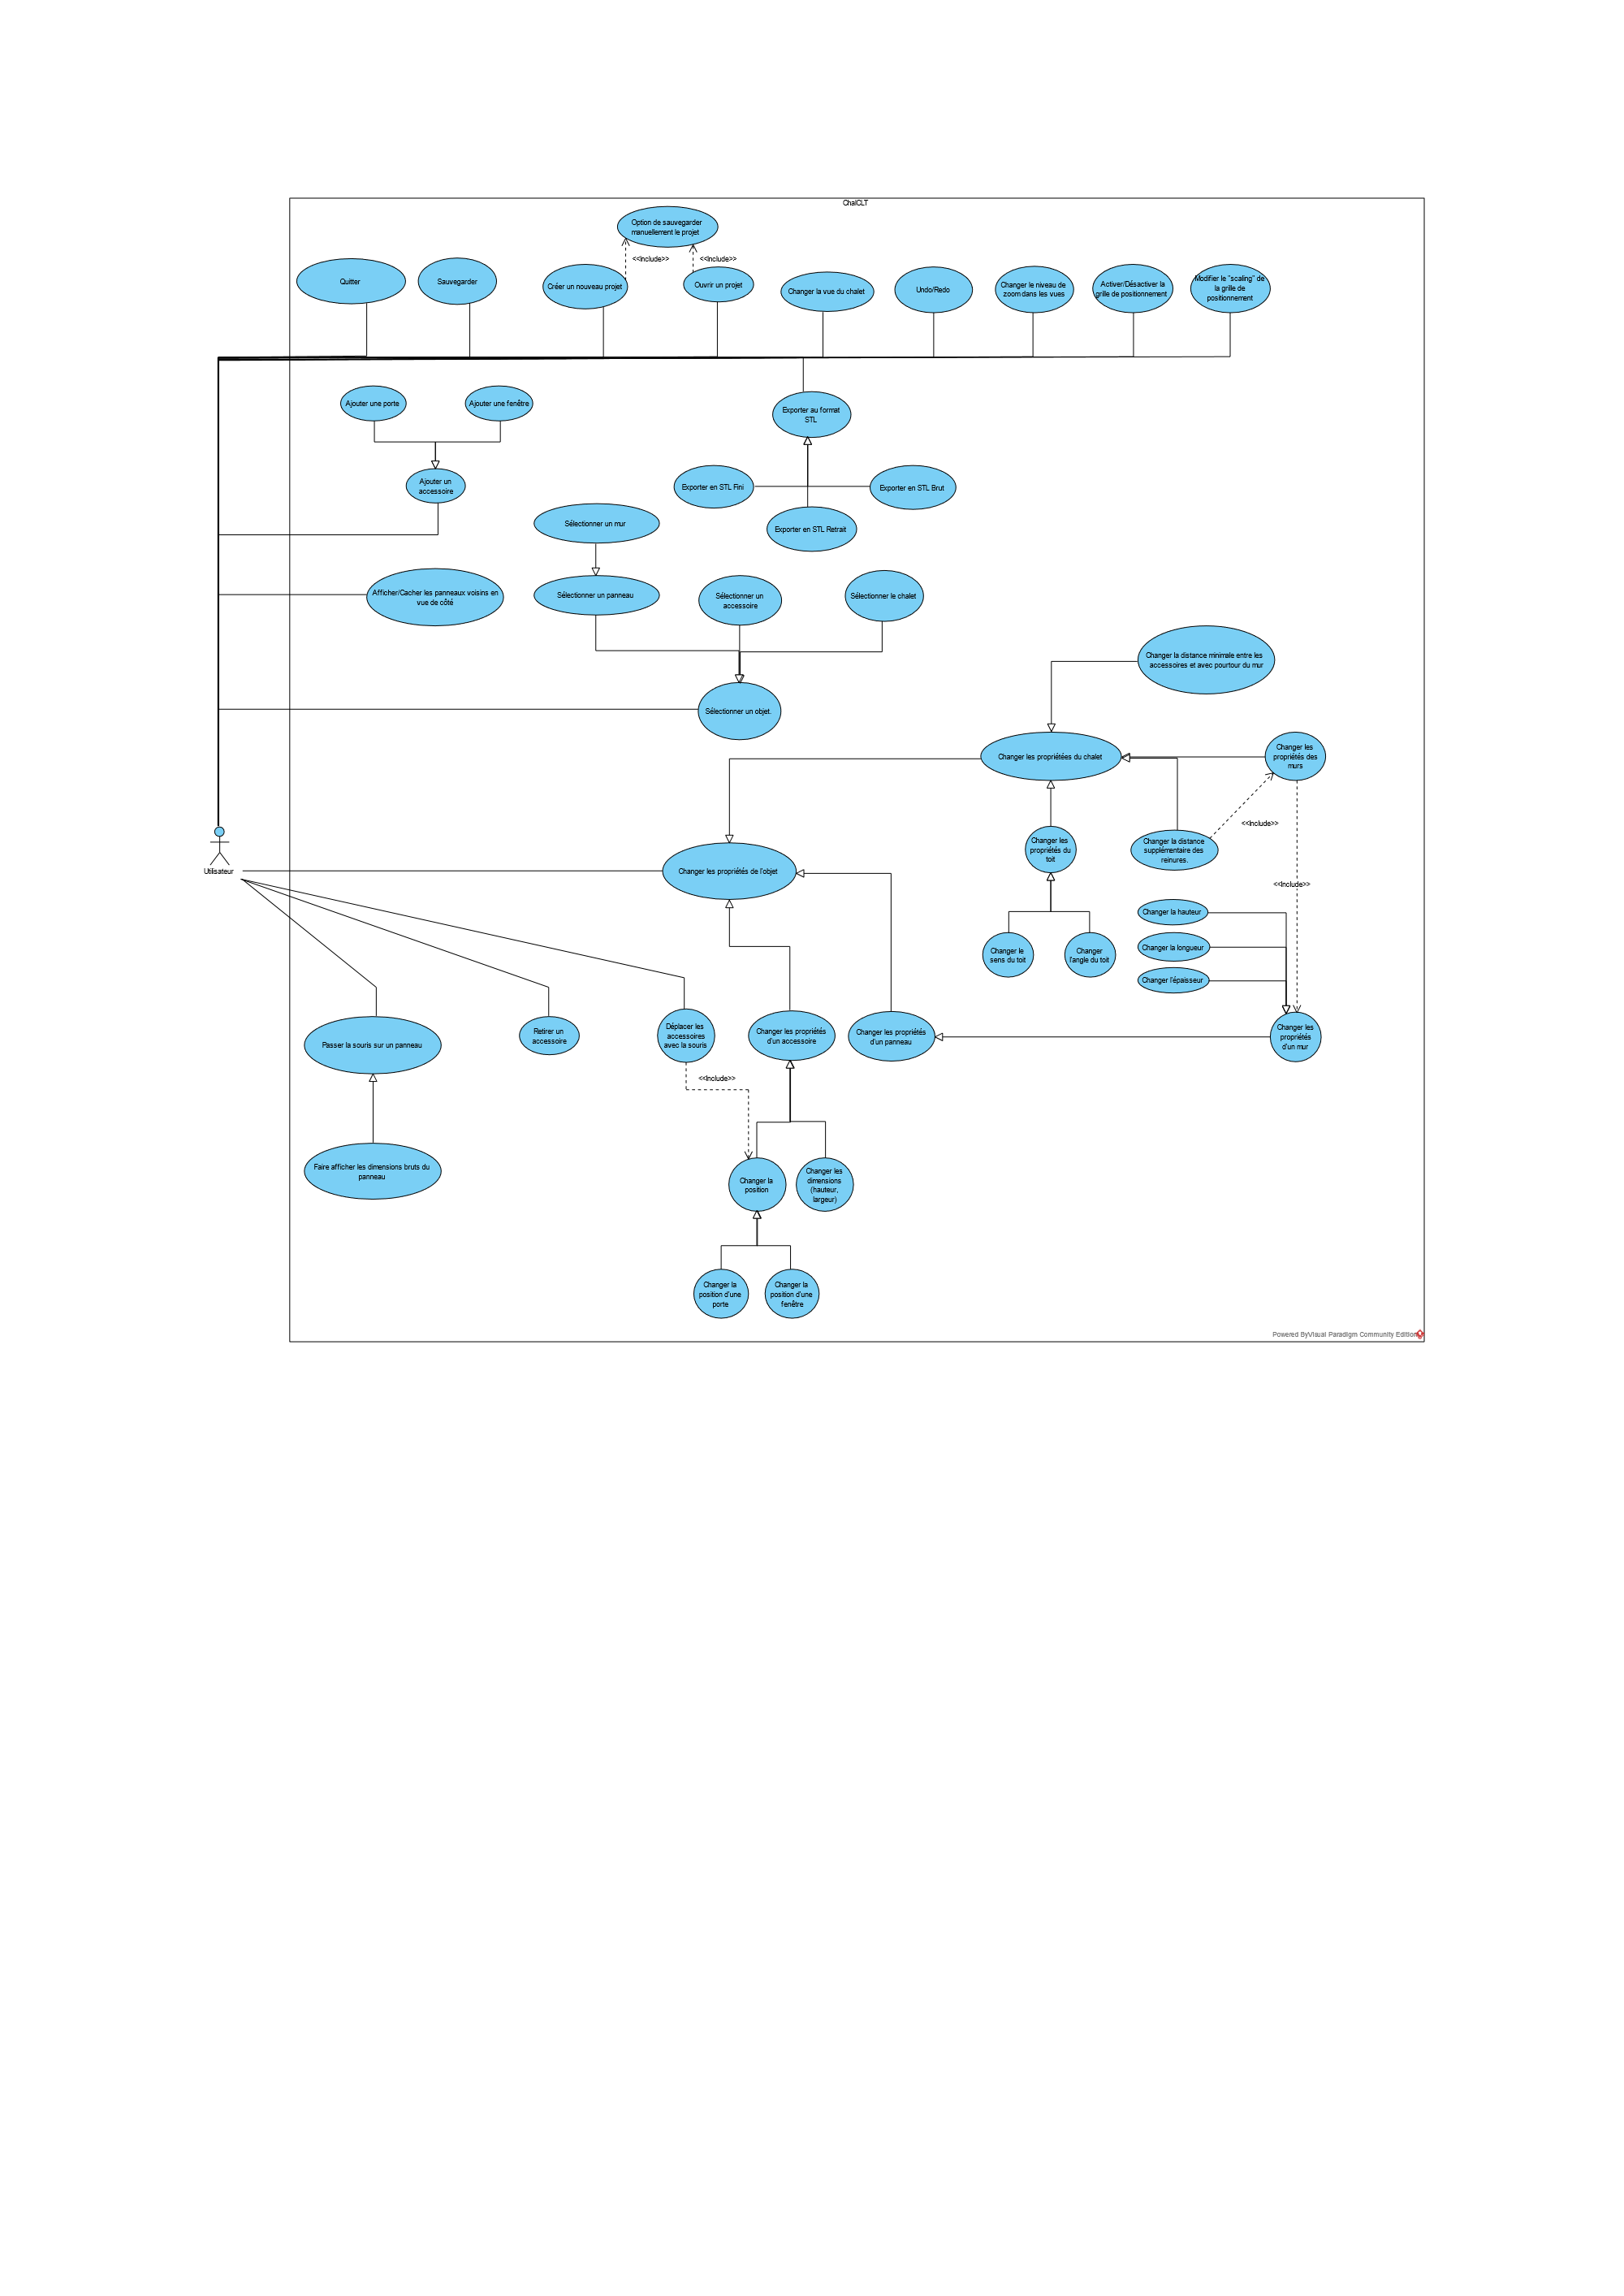 ChalCLT
Option de sauvegarder
manuellement le projet
<<Include>>
<<Include>>
Quitter
Sauvegarder
Créer un nouveau projet
Ouvrir un projet
Changer la vue du chalet
Undo/Redo
Changer le niveau de
zoom dans les vues
Activer/Désactiver la
grille de positionnement
Modifier le "scaling" de
la grille de
positionnement
Ajouter une porte
Ajouter une fenêtre
Exporter au format
STL
Ajouter un
accessoire
Exporter en STL Fini
Exporter en STL Brut
Exporter en STL Retrait
Sélectionner un mur
Afficher/Cacher les panneaux voisins en
vue de côté
Sélectionner un panneau
Sélectionner un
accessoire
Sélectionner le chalet
Changer la distance minimale entre les
accessoires et avec pourtour du mur
Sélectionner un objet.
Changer les propriétées du chalet
Changer les
propriétés des
murs
<<Include>>
Changer les
propriétés du
toit
Changer la distance
supplémentaire des
reinures.
Utilisateur
Changer les propriétés de l'objet
<<Include>>
Changer la hauteur
Changer la longueur
Changer l'épaisseur
Changer le
sens du toit
Changer
l'angle du toit
Passer la souris sur un panneau
Retirer un
accessoire
Déplacer les
accessoires
avec la souris
Changer les propriétés
d'un accessoire
Changer les propriétés
d'un panneau
Changer les
propriétés
d'un mur
<<Include>>
Faire afficher les dimensions bruts du
panneau
Changer la
position
Changer les
dimensions
(hauteur,
largeur)
Changer la
position d'une
porte
Changer la
position d'une
fenêtre
Powered ByVisual Paradigm Community Edition